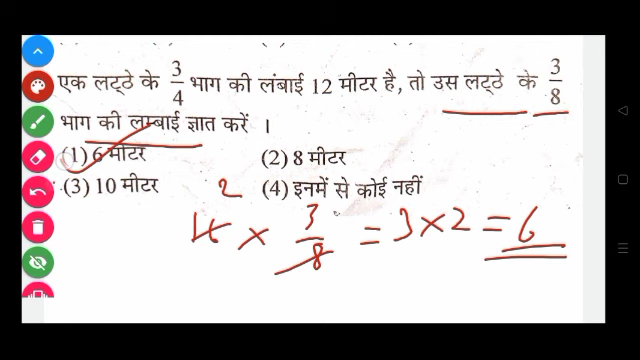 एक लट्ठे के 3/4 भाग की लंबाई 12 मीटर है, तो उस लट्ठे के 3/8
भाग की लम्बाई ज्ञात करें ।
(1) 6 मीटर (2) 8 मीटर
(3) 10 मीटर (4) इनमें से कोई नहीं
2
16 × 3/8 = 3 × 2 = 6